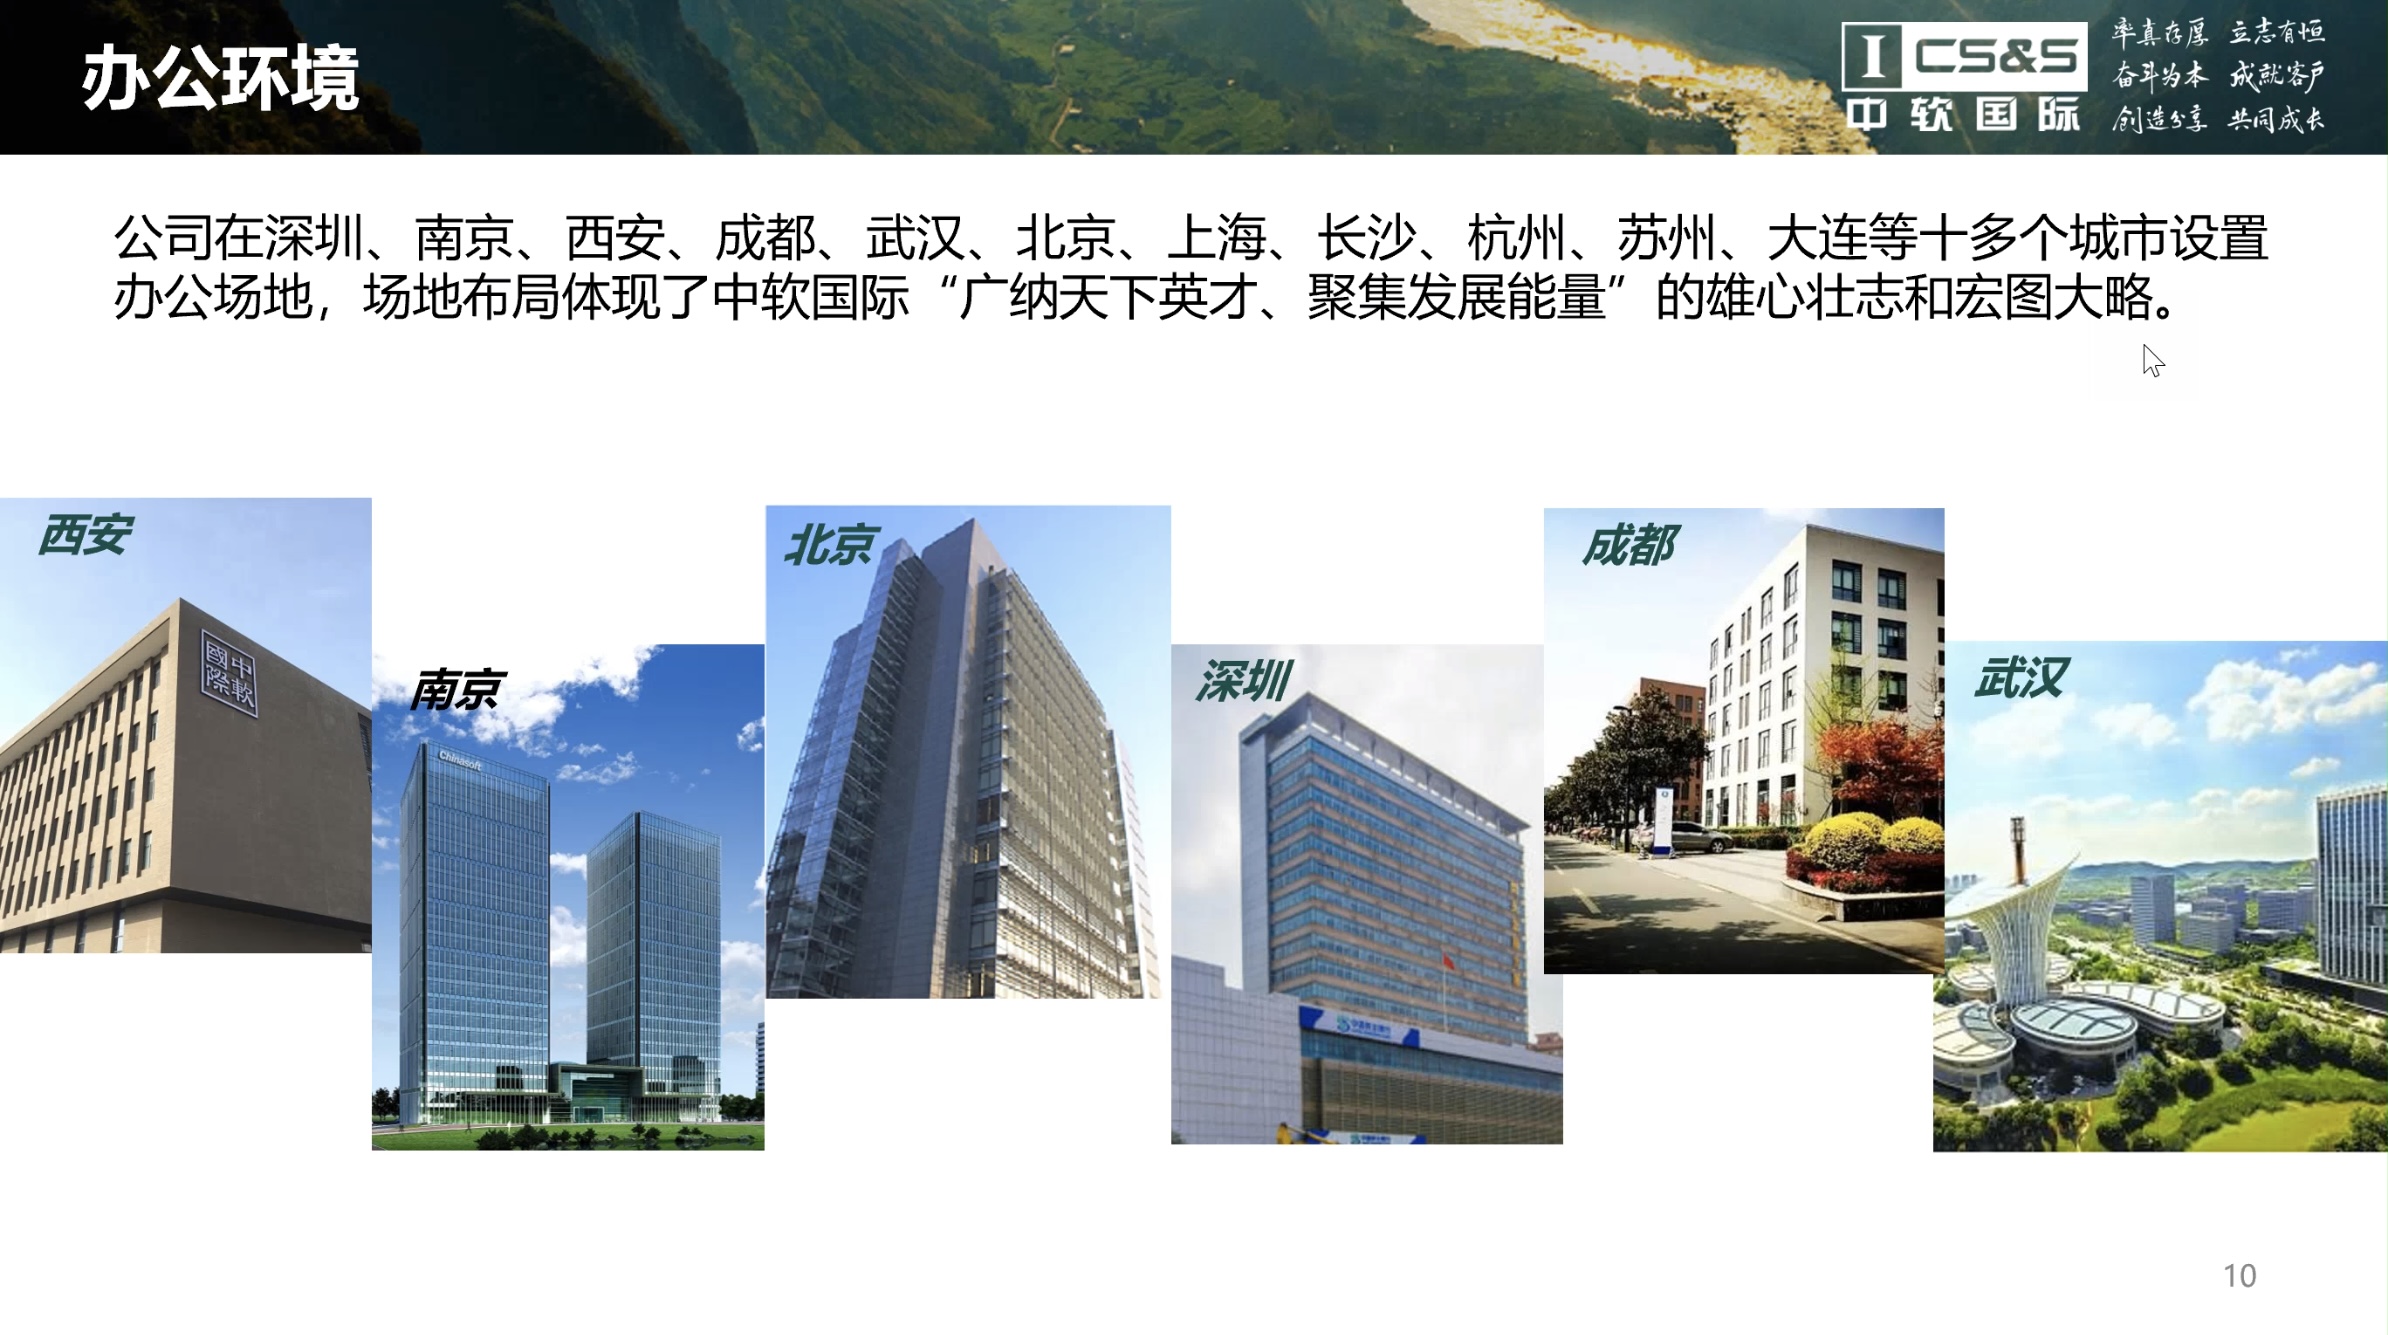 办公环境
I CS&S
中软国际
率真存厚 立志有恒
奋斗为本 成就客户
创造分享 共同成长
公司在深圳、南京、西安、成都、武汉、北京、上海、长沙、杭州、苏州、大连等十多个城市设置
办公场地，场地布局体现了中软国际“广纳天下英才、聚集发展能量”的雄心壮志和宏图大略。
西安
國中
際軟
南京
Chinasoft
北京
深圳
成都
武汉
10